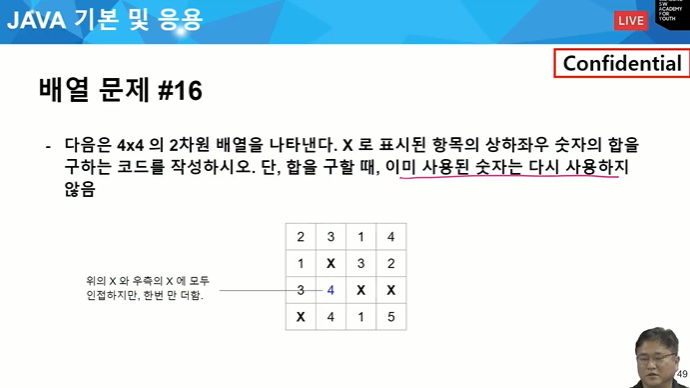 JAVA 기본 및 응용
LIVE
SW
ACADEMY
FOR
YOUTH
Confidential
배열 문제 #16
- 다음은 4x4 의 2차원 배열을 나타낸다. X 로 표시된 항목의 상하좌우 숫자의 합을
구하는 코드를 작성하시오. 단, 합을 구할 때, 이미 사용된 숫자는 다시 사용하지
않음
2 3 1 4
1 X 3 2
위의 X 와 우측의 X 에 모두
인접하지만, 한번 만 더함.
3 4 X X
X 4 1 5
49